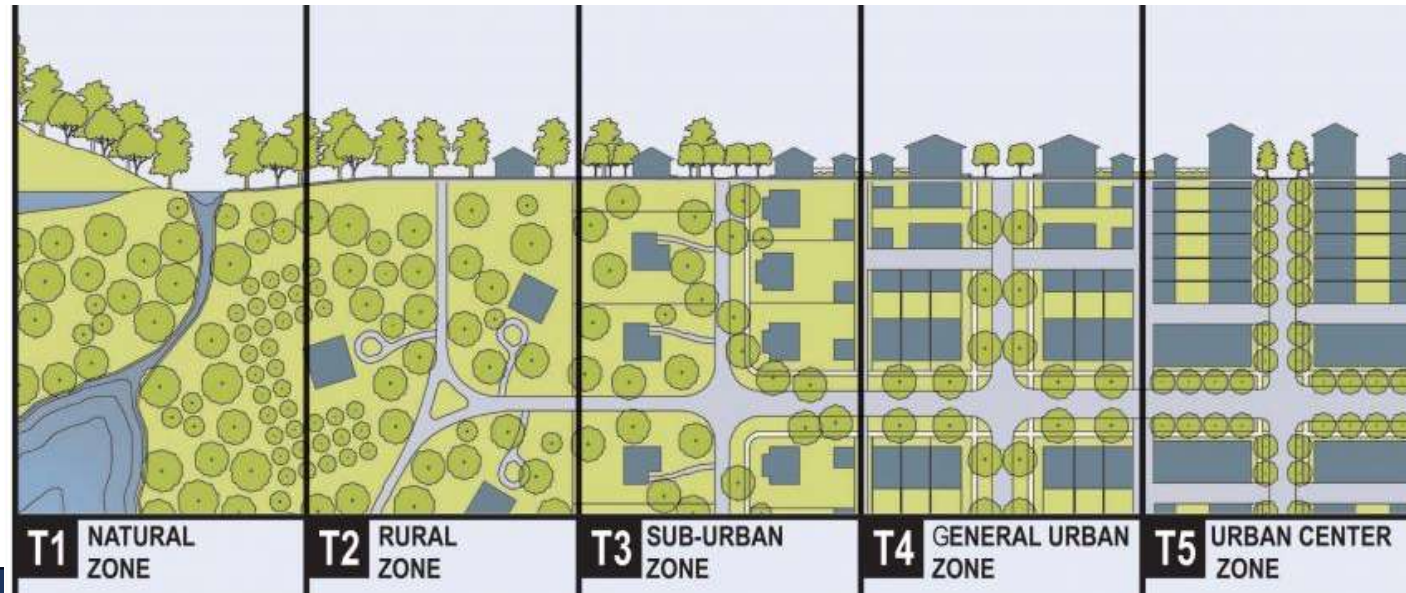 T1 NATURAL ZONE
T2 RURAL ZONE
T3 SUB-URBAN ZONE
T4 GENERAL URBAN ZONE
T5 URBAN CENTER ZONE